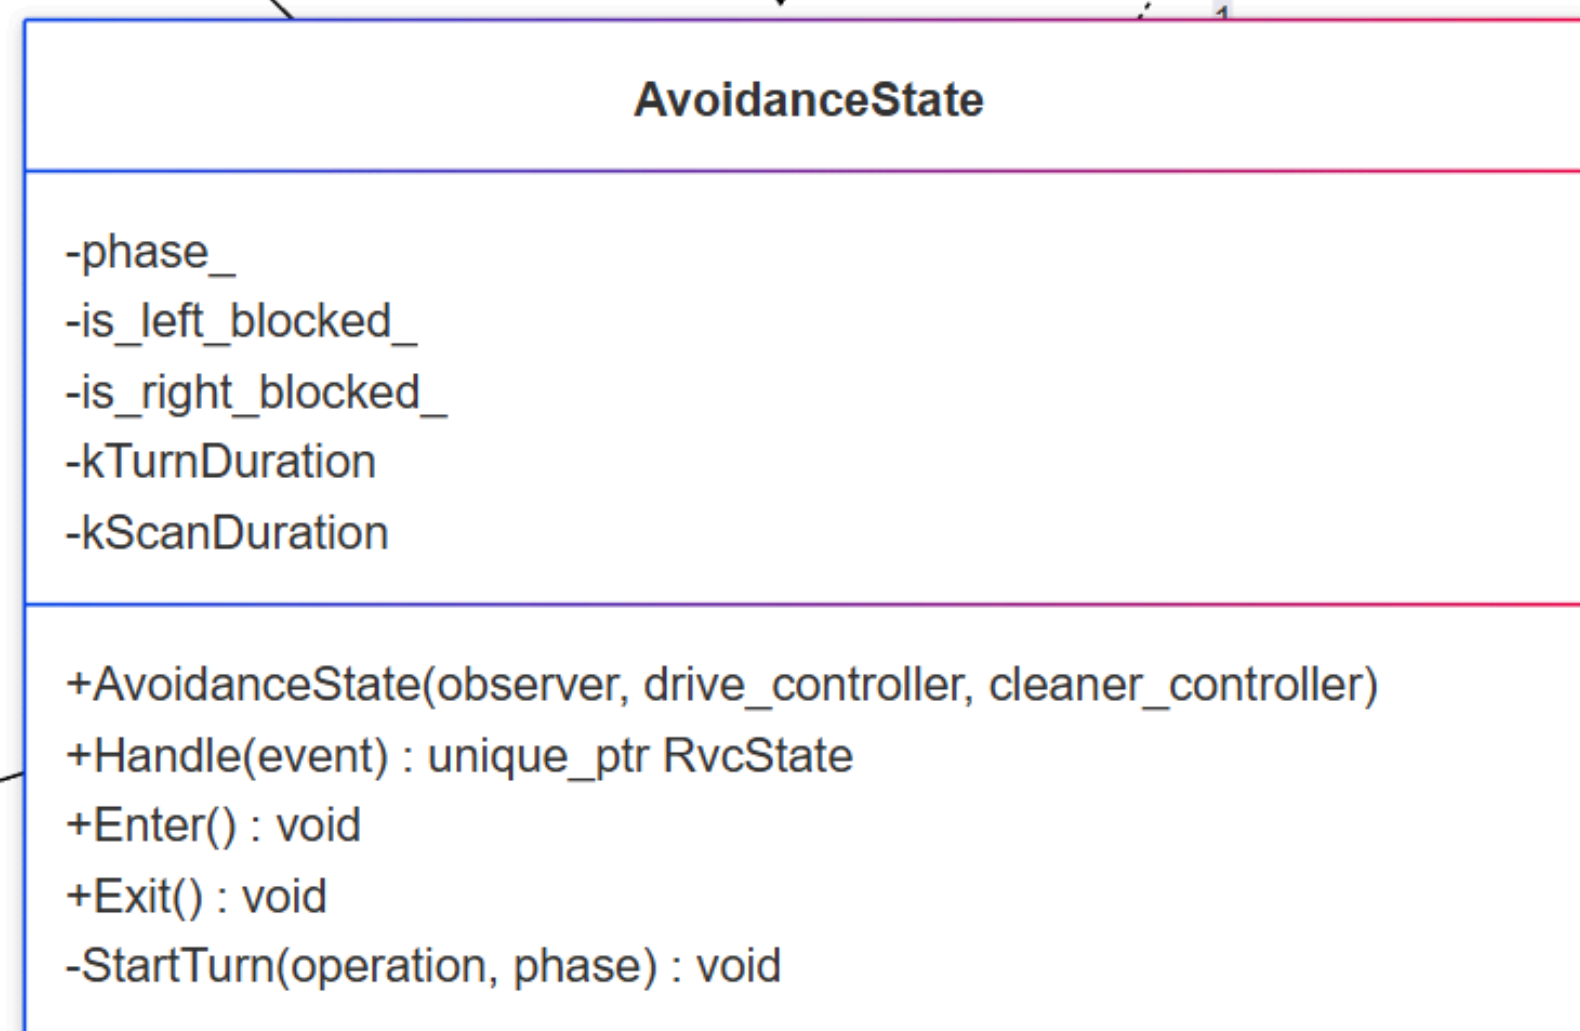 1
AvoidanceState
-phase_
-is_left_blocked_
-is_right_blocked_
-kTurnDuration
-kScanDuration
+AvoidanceState(observer, drive_controller, cleaner_controller)
+Handle(event) : unique_ptr RvcState
+Enter() : void
+Exit() : void
-StartTurn(operation, phase) : void